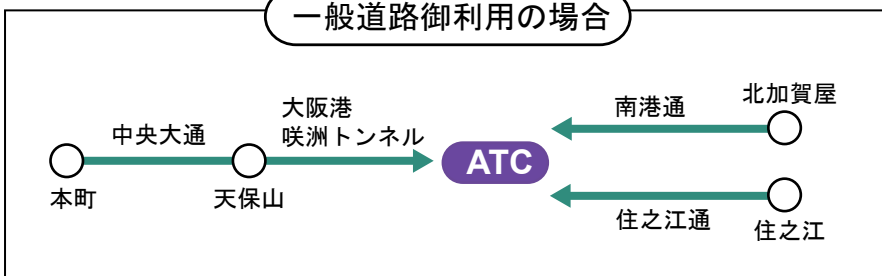 一般道路御利用の場合
中央大通
大阪港
咲洲トンネル
本町
天保山
ATC
南港通
北加賀屋
住之江通
住之江